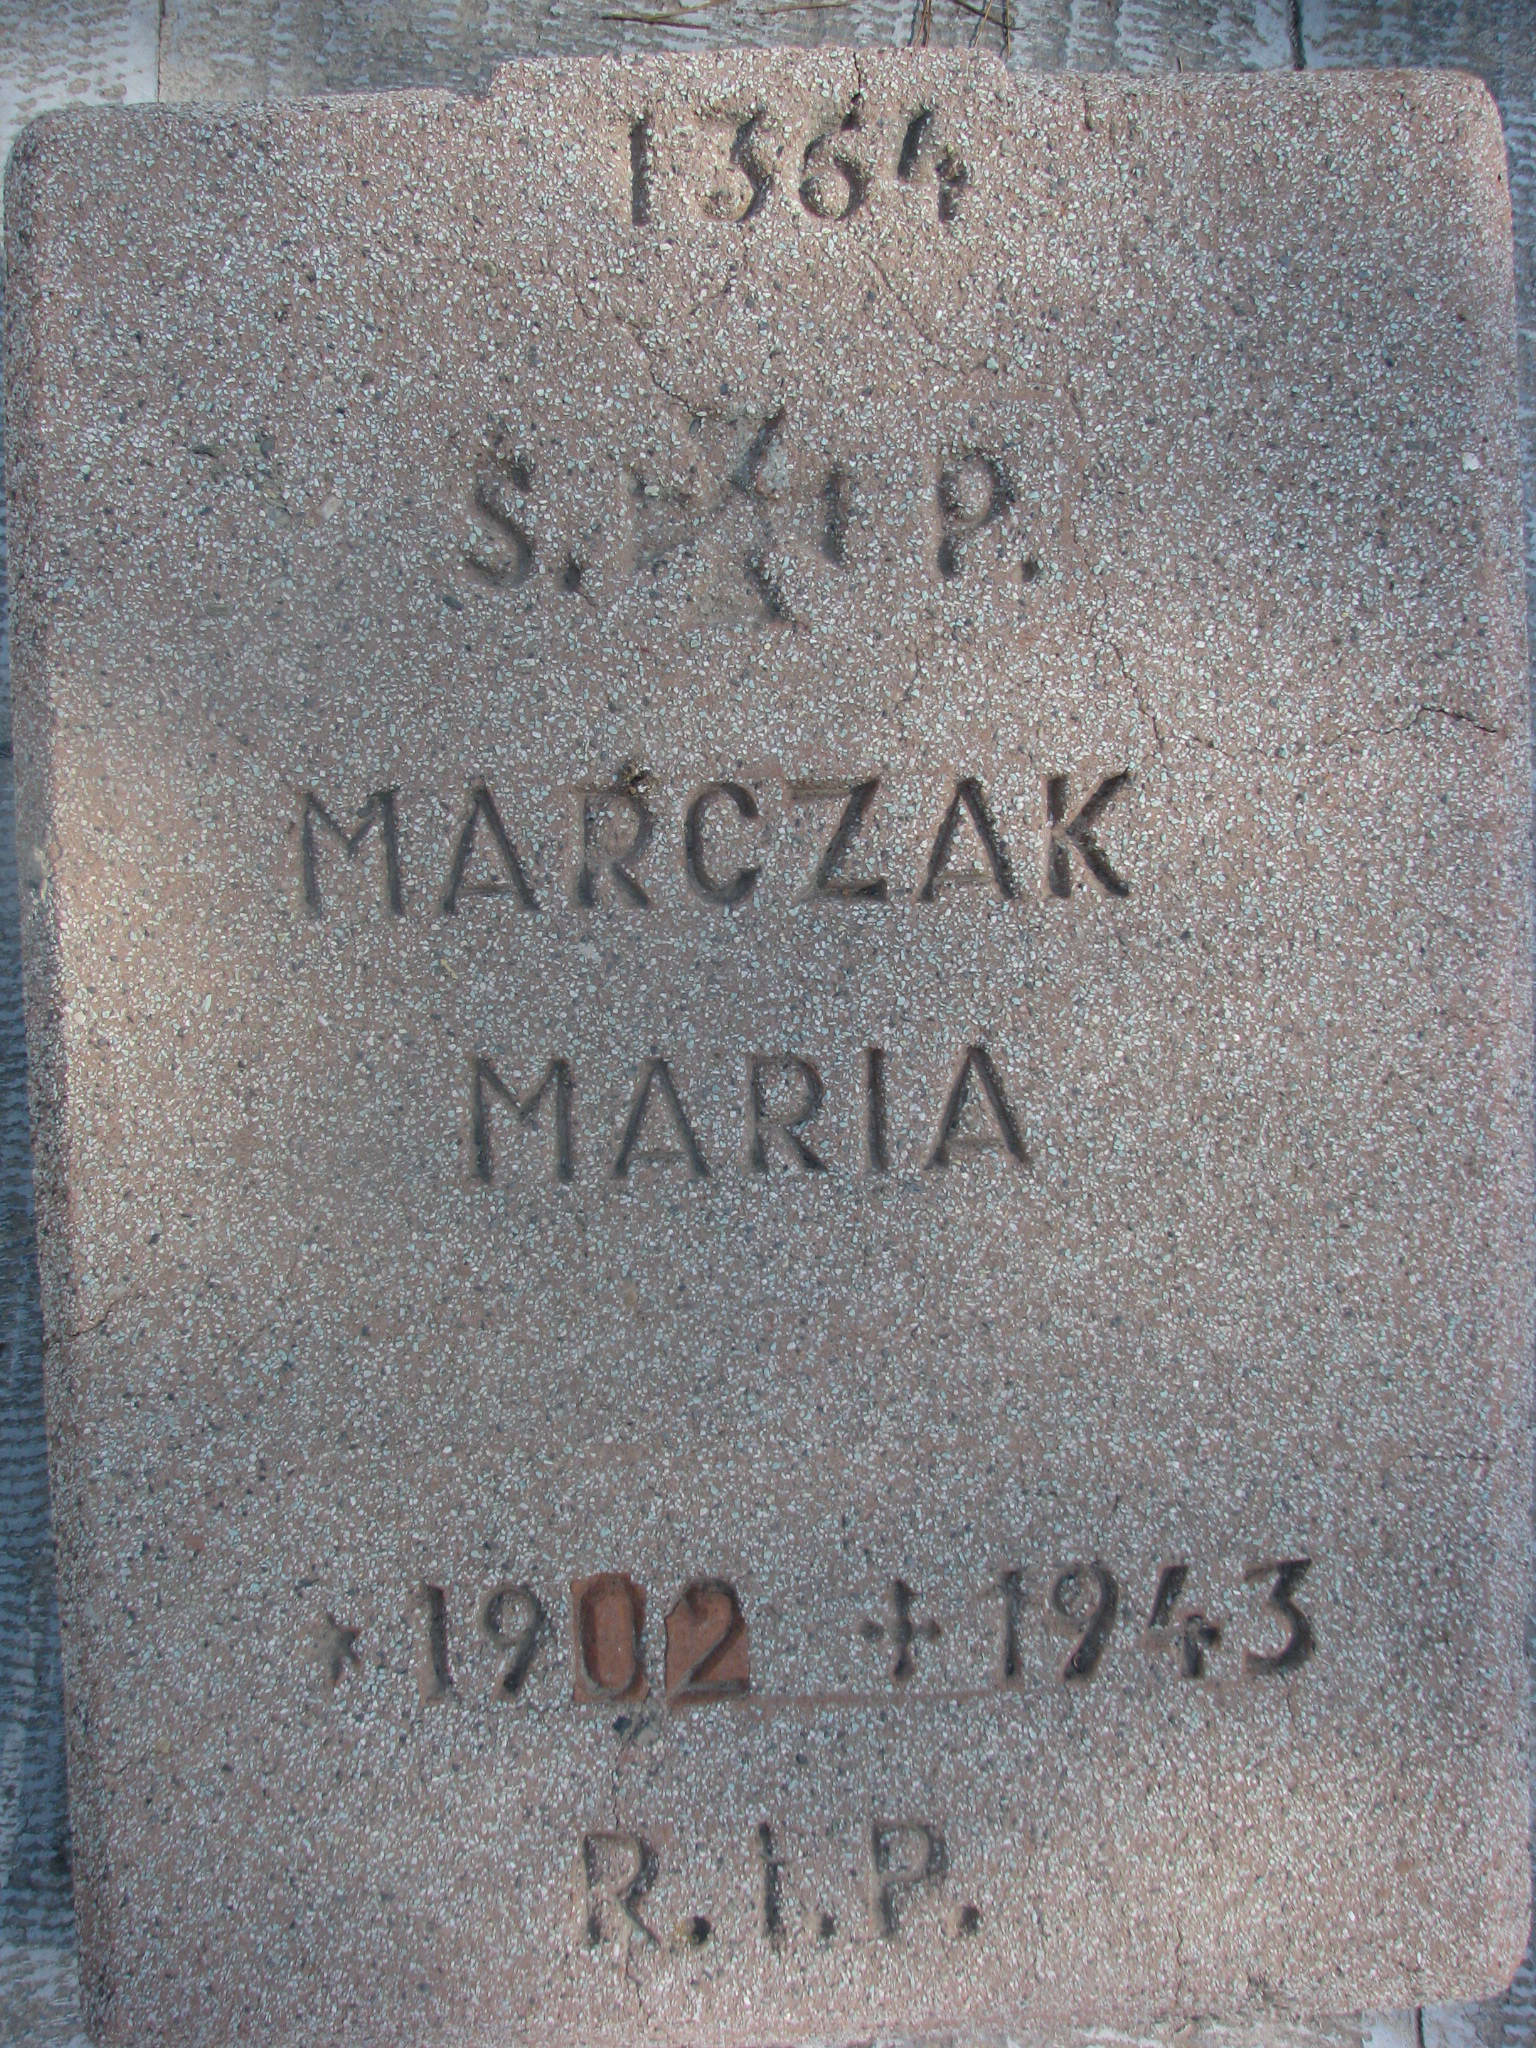 1364
Ś. P.
MARCZAK
MARIA
* 1902 + 1943
R.I.P.